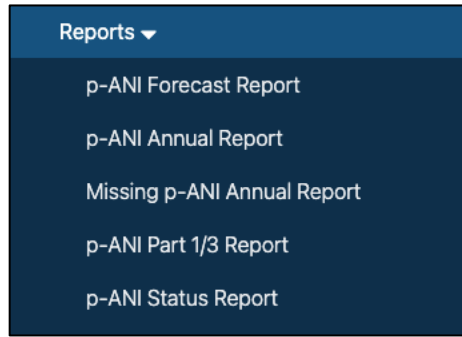 Reports
p-ANI Forecast Report
p-ANI Annual Report
Missing p-ANI Annual Report
p-ANI Part 1/3 Report
p-ANI Status Report